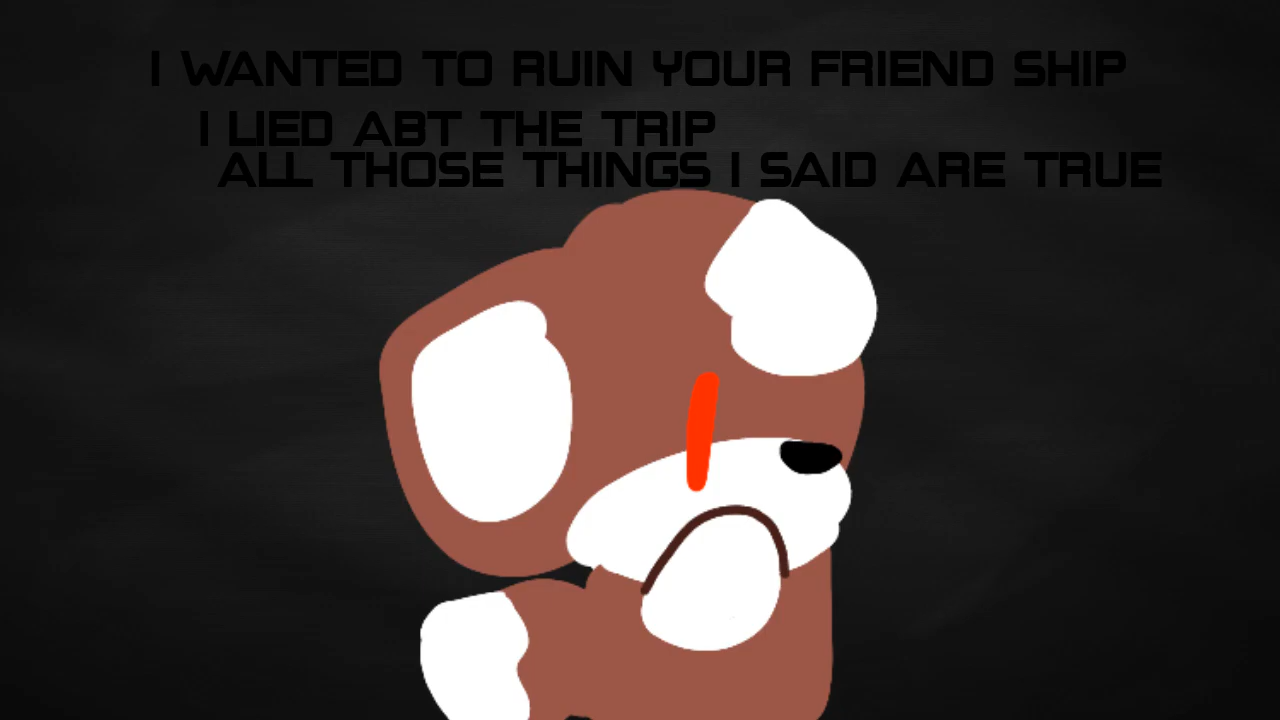 I WANTED TO RUIN YOUR FRIEND SHIP
I LIED ABT THE TRIP
ALL THOSE THINGS I SAID ARE TRUE